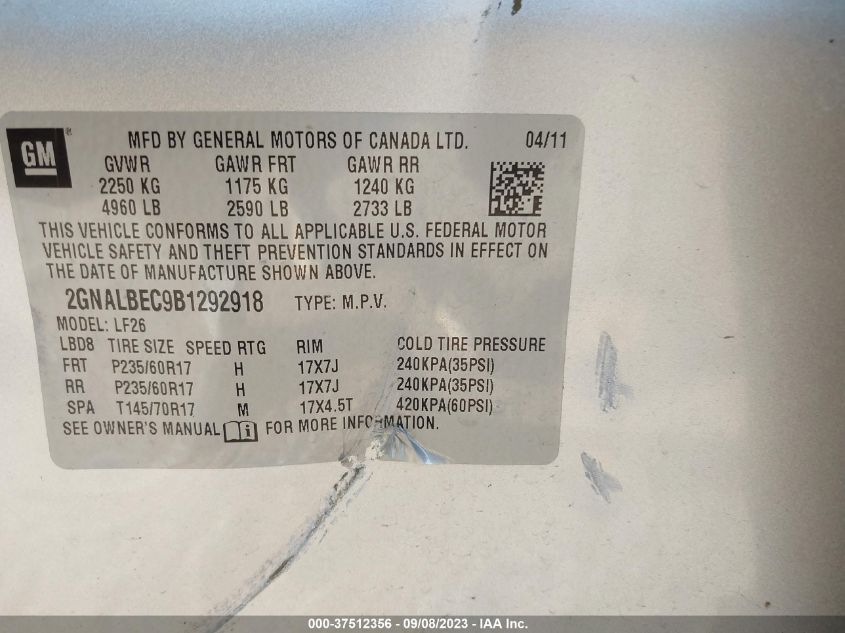 GM ® MFD BY GENERAL MOTORS OF CANADA LTD. 04/11
GVWR GAWR FRT GAWR RR
2250 KG 1175 KG 1240 KG
4960 LB 2590 LB 2733 LB
THIS VEHICLE CONFORMS TO ALL APPLICABLE U.S. FEDERAL MOTOR
VEHICLE SAFETY AND THEFT PREVENTION STANDARDS IN EFFECT ON
THE DATE OF MANUFACTURE SHOWN ABOVE.
2GNALBEC9B1292918 TYPE: M.P.V.
MODEL: LF26
LBD8 TIRE SIZE SPEED RTG RIM COLD TIRE PRESSURE
FRT P235/60R17 H 17X7J 240KPA(35PSI)
RR P235/60R17 H 17X7J 240KPA(35PSI)
SPA T145/70R17 M 17X4.5T 420KPA(60PSI)
SEE OWNER'S MANUAL i FOR MORE INFORMATION.
000-37512356 - 09/08/2023 - IAA Inc.